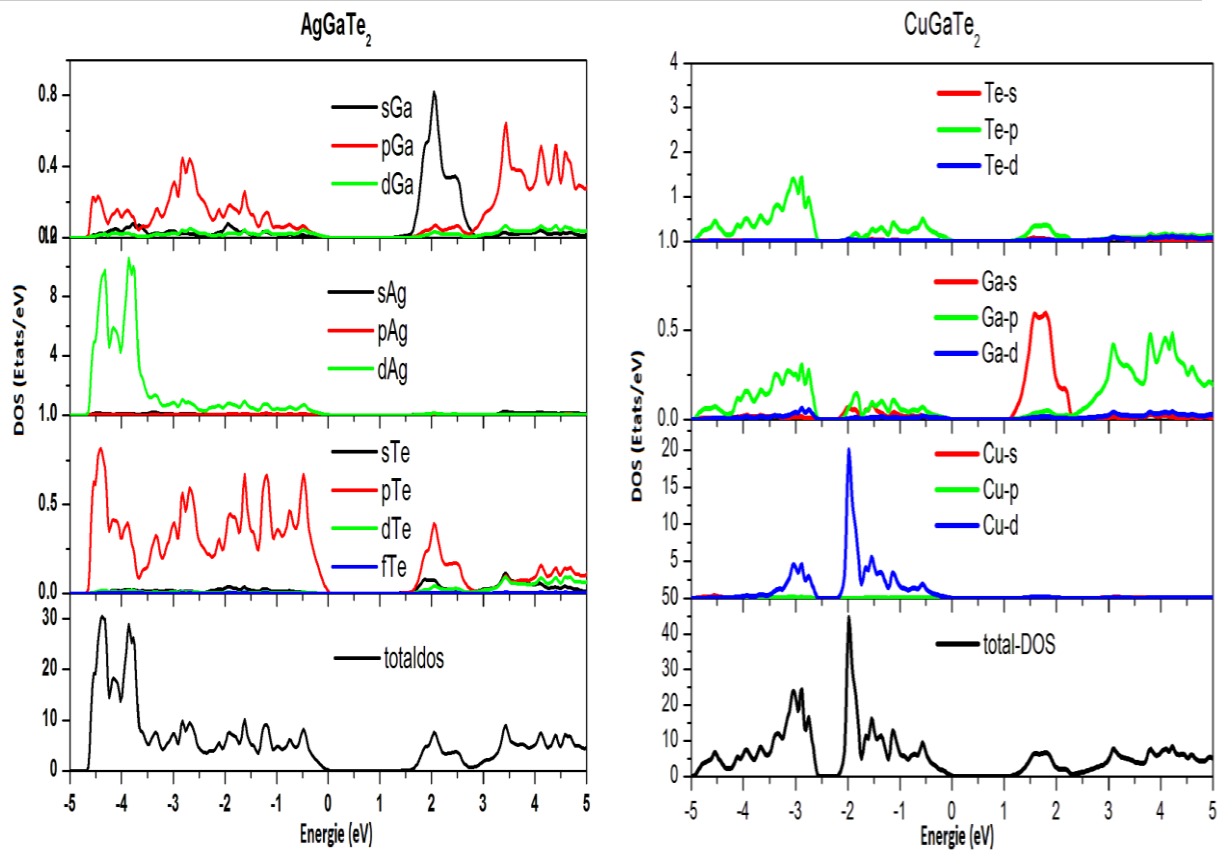 AgGaTe2
DOS (Etats/eV)
0.8
0.4
sGa
pGa
dGa
8
4
sAg
pAg
dAg
1.0
0.5
0.0
sTe
pTe
dTe
fTe
30
20
10
0
totaldos
-5 -4 -3 -2 -1 0 1 2 3 4 5
Energie (eV)
CuGaTe2
DOS (Etats/eV)
4
3
2
1
1.0
Te-s
Te-p
Te-d
0.5
0.0
Ga-s
Ga-p
Ga-d
20
15
10
5
Cu-s
Cu-p
Cu-d
50
40
30
20
10
0
total-DOS
-5 -4 -3 -2 -1 0 1 2 3 4 5
Energie (eV)